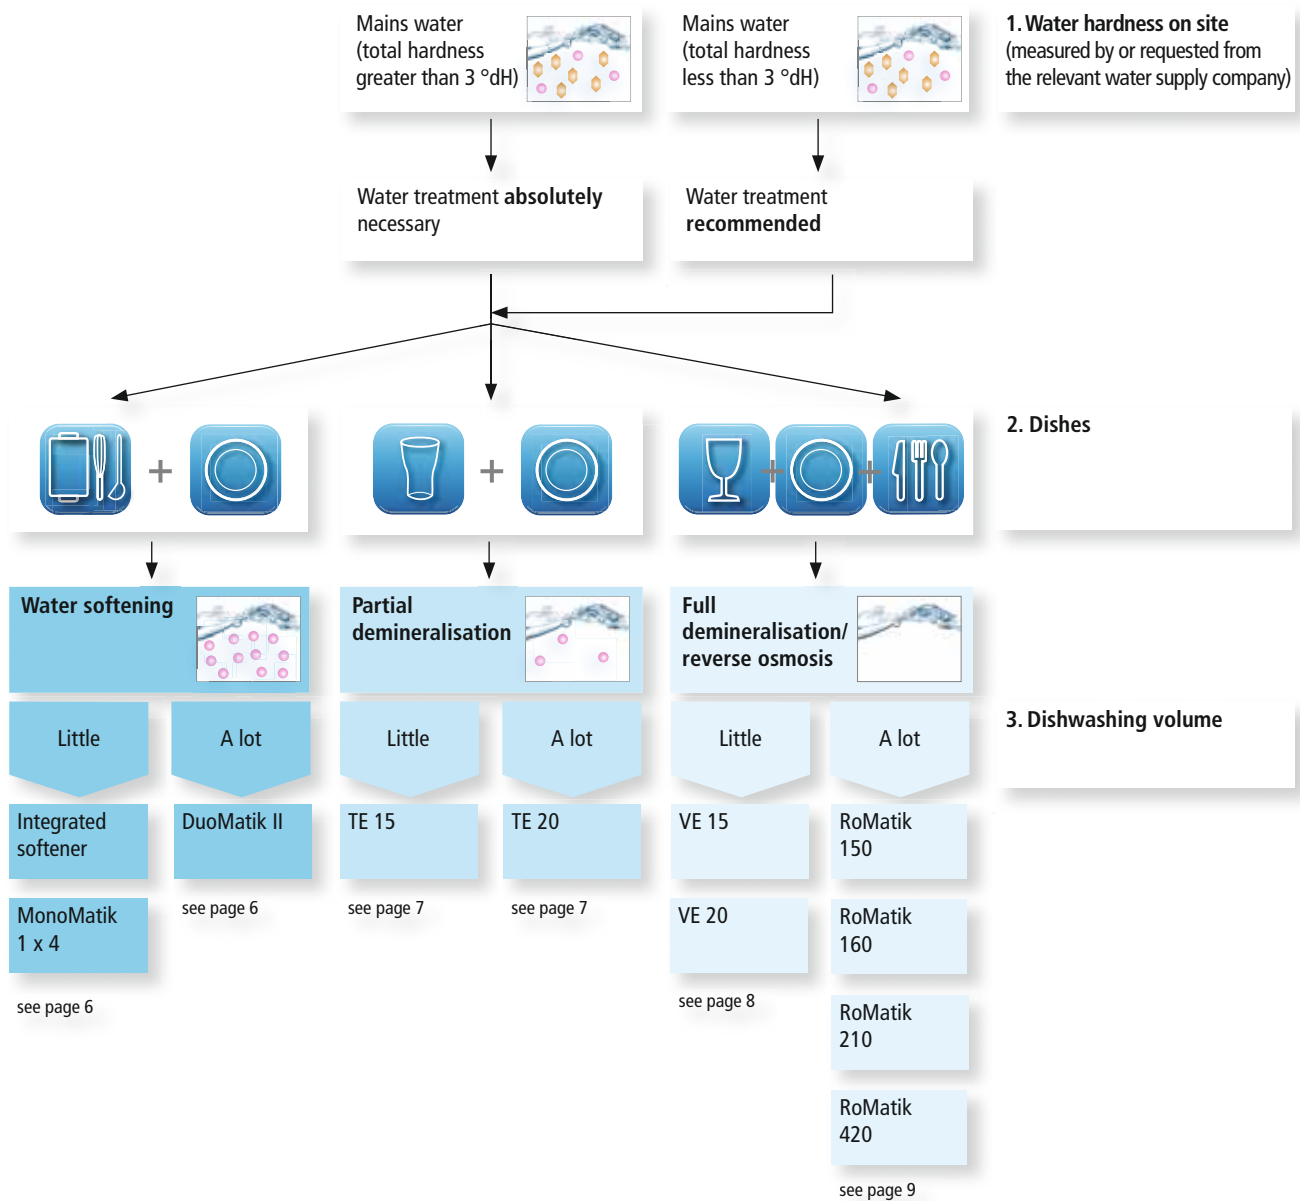 Mains water
(total hardness
greater than 3 °dH)
Mains water
(total hardness
less than 3 °dH)
1. Water hardness on site
(measured by or requested from
the relevant water supply company)
Water treatment absolutely
necessary
Water treatment
recommended
2. Dishes
Water softening
Partial
demineralisation
Full
demineralisation/
reverse osmosis
3. Dishwashing volume
Little
A lot
Little
A lot
Little
A lot
Integrated
softener
MonoMatik
1 x 4
see page 6
DuoMatik II
see page 6
TE 15
see page 7
TE 20
see page 7
VE 15
VE 20
see page 8
RoMatik
150
RoMatik
160
RoMatik
210
RoMatik
420
see page 9